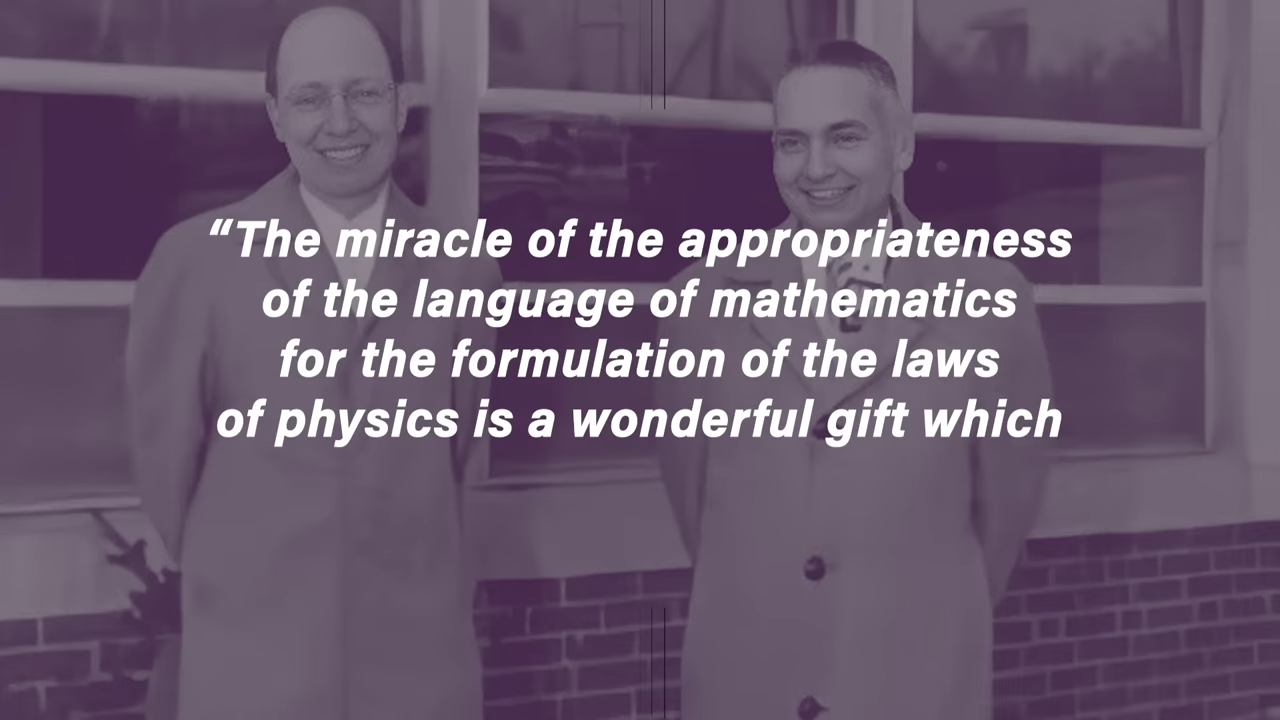 “The miracle of the appropriateness
of the language of mathematics
for the formulation of the laws
of physics is a wonderful gift which